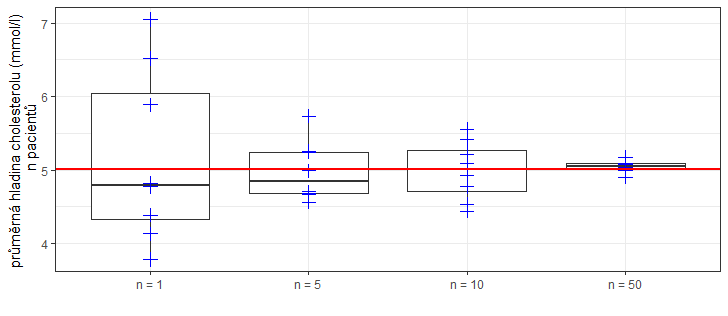 průměrná hladina cholesterolu (mmol/l)
n pacientů
7
6
5
4
n = 1
n = 5
n = 10
n = 50